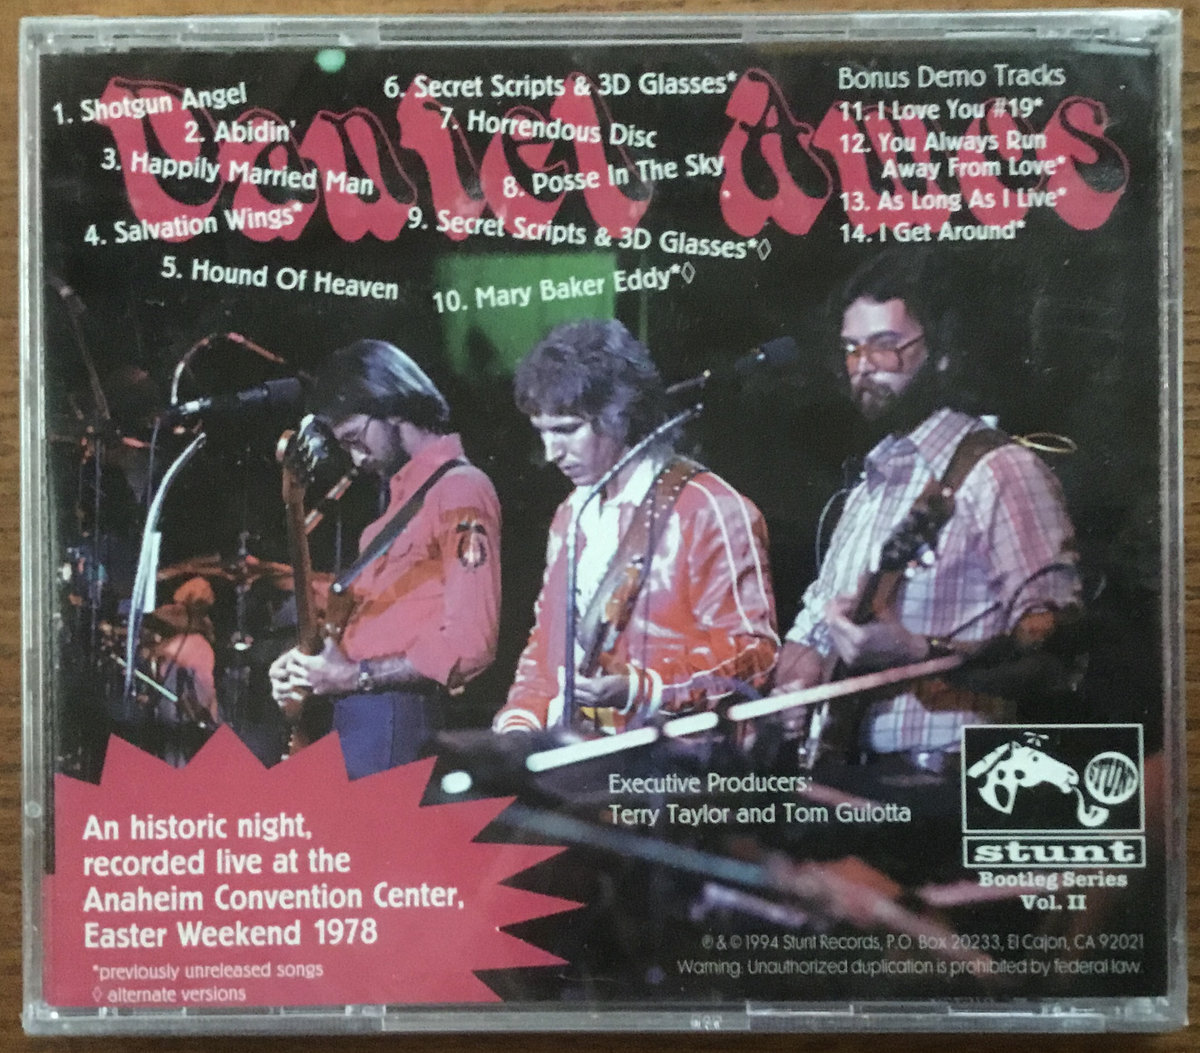 Daniel Amos
1. Shotgun Angel
2. Abidin'
3. Happily Married Man
4. Salvation Wings*
5. Hound Of Heaven
6. Secret Scripts & 3D Glasses*
7. Horrendous Disc
8. Posse In The Sky
9. Secret Scripts & 3D Glasses*◊
10. Mary Baker Eddy*◊
Bonus Demo Tracks
11. I Love You #19*
12. You Always Run
Away From Love*
13. As Long As I Live*
14. I Get Around*
Executive Producers:
Terry Taylor and Tom Gulotta
An historic night,
recorded live at the
Anaheim Convention Center,
Easter Weekend 1978
*previously unreleased songs
◊ alternate versions
STUNT
stunt
Bootleg Series
Vol. II
℗ & © 1994 Stunt Records, P.O. Box 20233, El Cajon, CA 92021
Warning: Unauthorized duplication is prohibited by federal law.